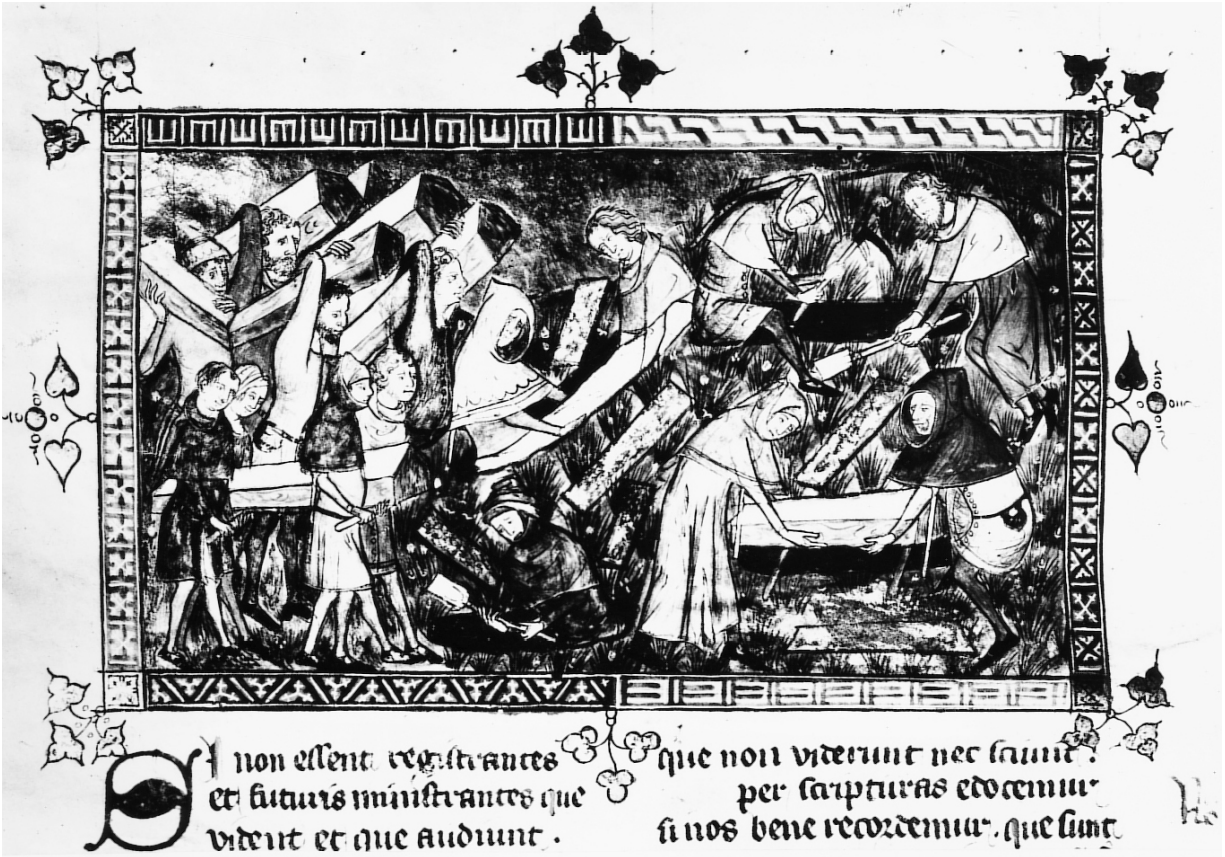 SI non essent registrantes
et futuris ministrantes que
vident et que audiunt.
que non viderunt nec sciunt.
per scripturas edocemur
si nos bene recordemur. que sunt